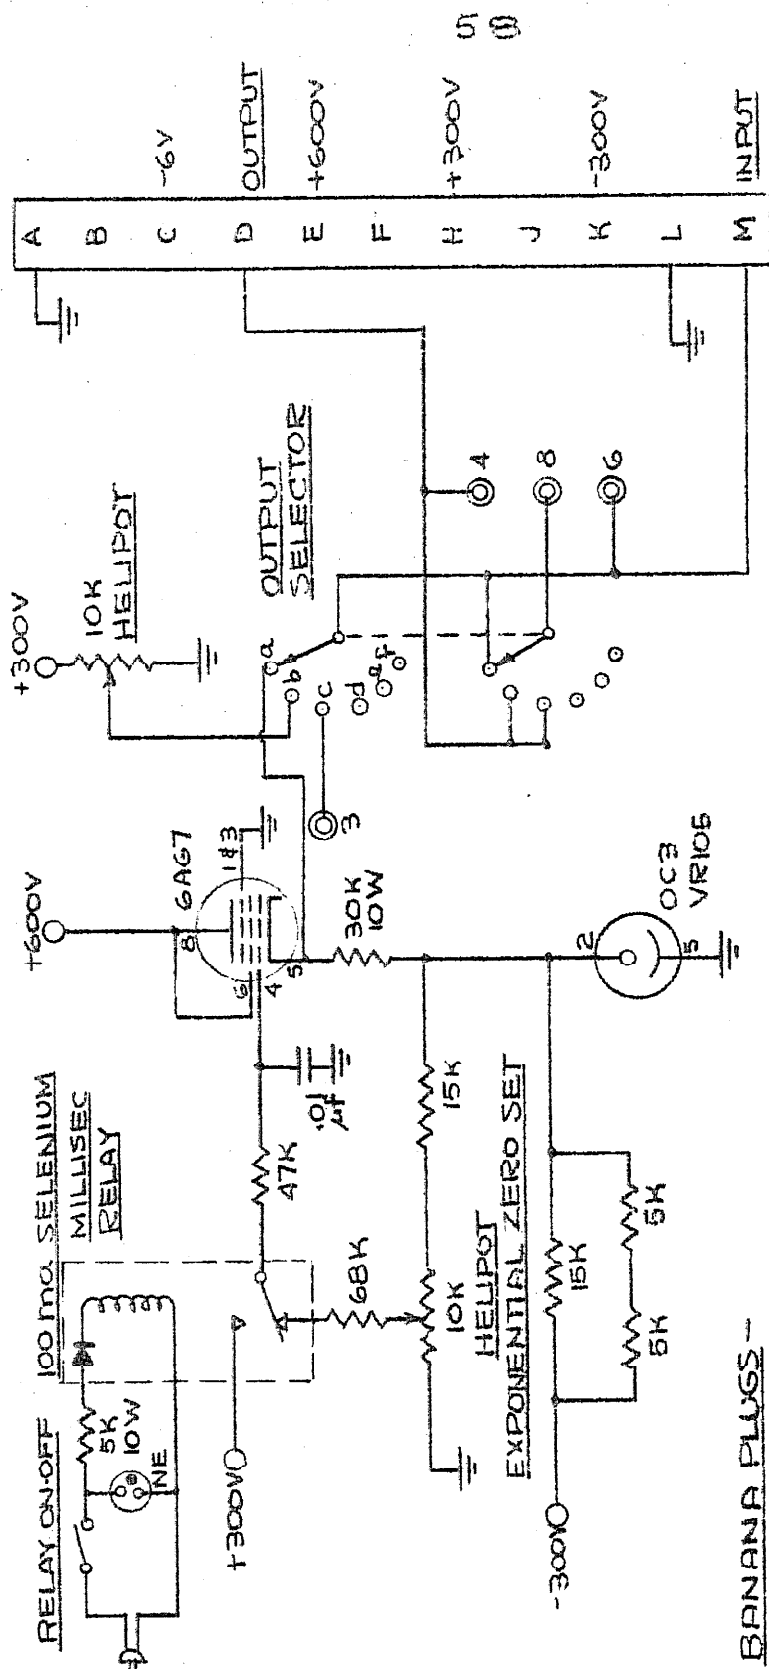 58
RELAY ON-OFF
100 ma SELENIUM
MILLISEC
RELAY
5K
10W
NE
+300V
68K
47K
.01
μf
+600V
6AG7
8
1&3
6
4
5
30K
10W
+300V
10K
HELIPOT
OUTPUT
SELECTOR
a
b
c
d
e
f
3
4
8
6
A
B
C
D
E
F
H
J
K
L
M
-6V
OUTPUT
+600V
+300V
-300V
INPUT
10K
HELIPOT
EXPONENTIAL ZERO SET
15K
15K
5K
5K
-300V
2
5
OC3
VR105
BANANA PLUGS-